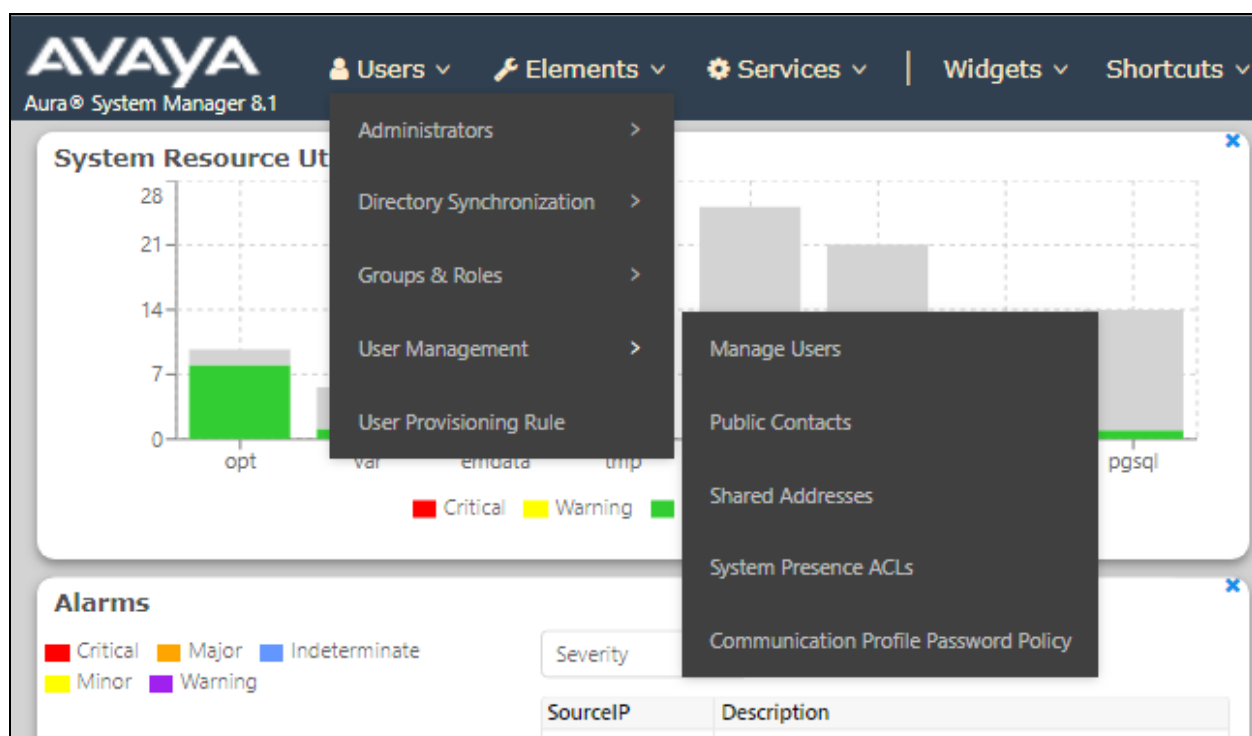 AVAYA
Aura® System Manager 8.1
Users
Elements
Services
Widgets
Shortcuts
Administrators
Directory Synchronization
Groups & Roles
User Management
User Provisioning Rule
Manage Users
Public Contacts
Shared Addresses
System Presence ACLs
Communication Profile Password Policy
System Resource Ut
28
21
14
7
0
opt
var
emdata
tmp
pgsql
Critical
Warning
Alarms
Critical
Major
Indeterminate
Minor
Warning
Severity
SourceIP
Description